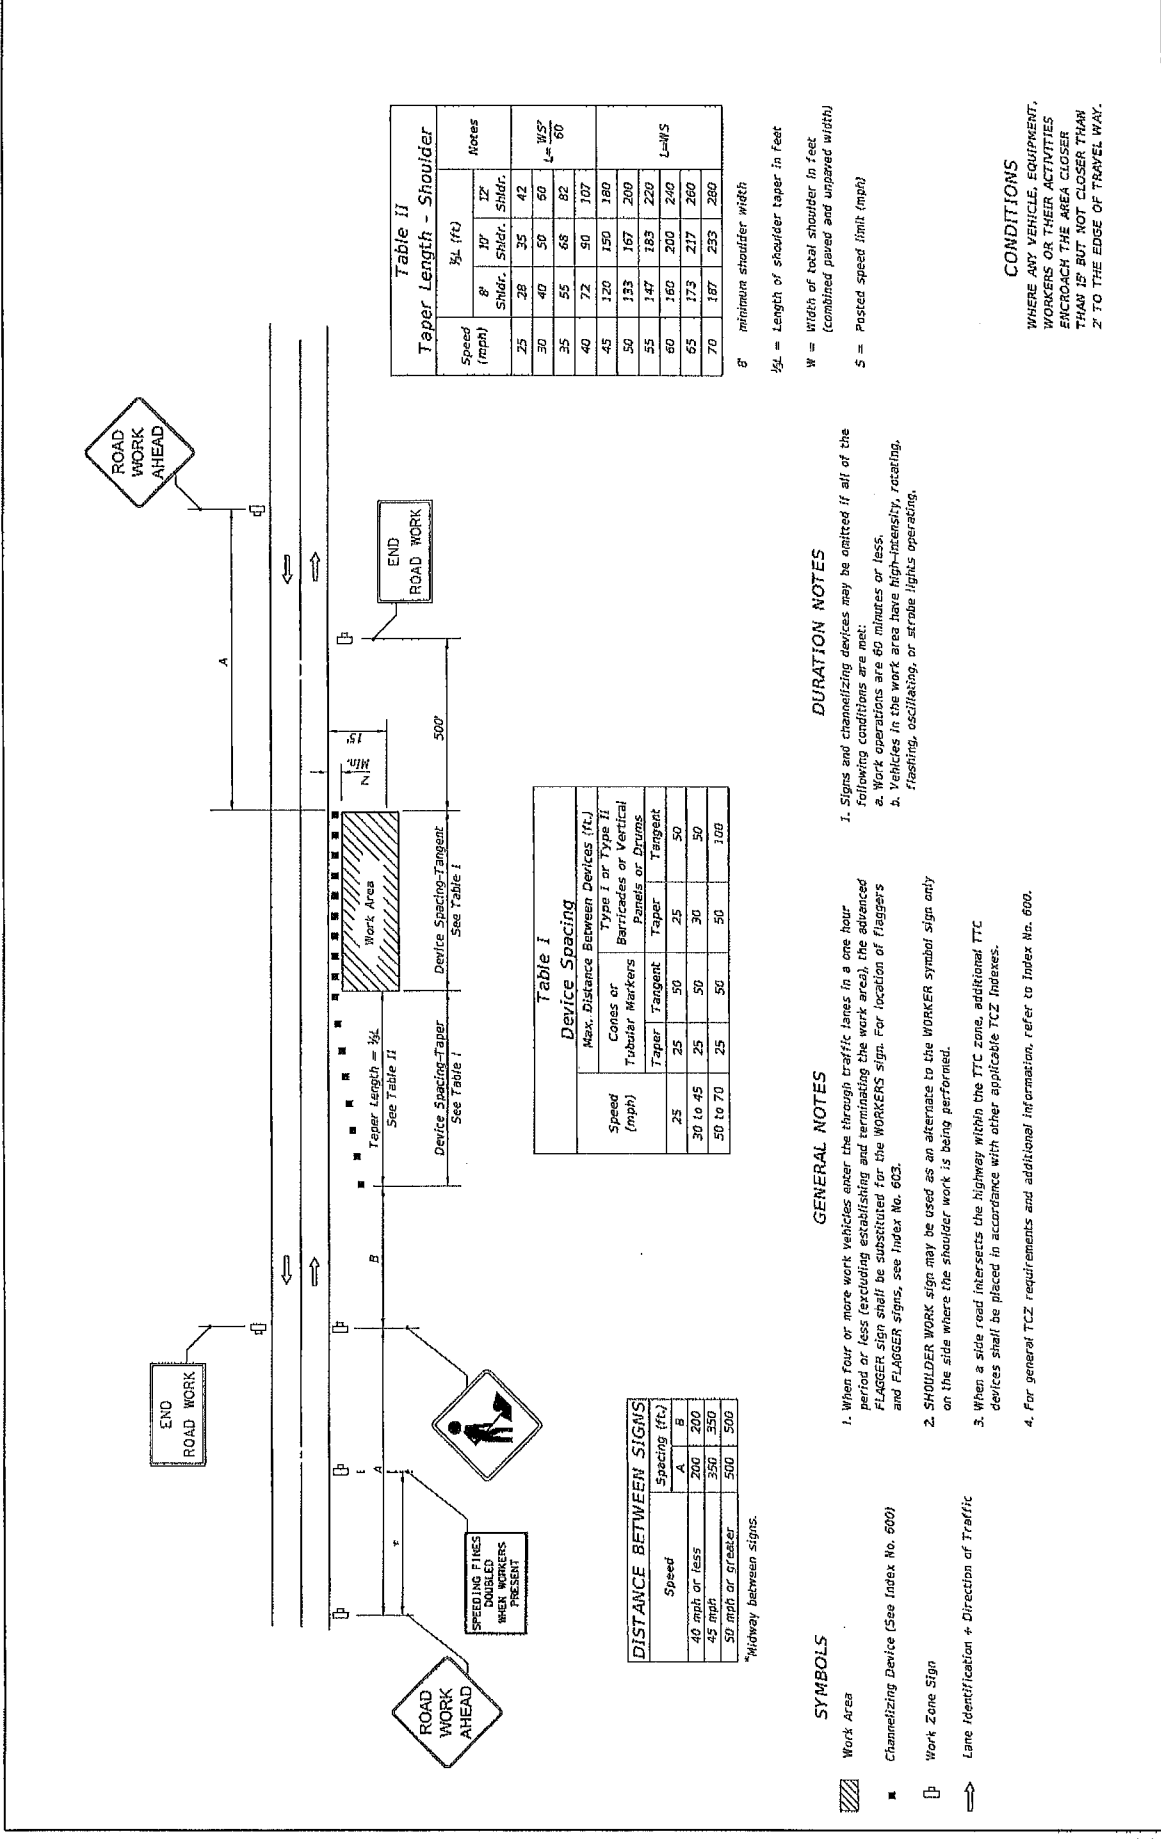 ROAD
WORK
AHEAD
A
END
ROAD WORK
END
ROAD WORK
15'
2'
Min.
Work Area
500'
Taper Length = ⅓L
See Table II
Device Spacing-Taper
See Table I
Device Spacing-Tangent
See Table I
B
A
*
SPEEDING FINES
DOUBLED
WHEN WORKERS
PRESENT
ROAD
WORK
AHEAD
Table II
Taper Length - Shoulder
Speed
(mph)
⅓L (ft)
Notes
8' Shldr. 10' Shldr. 12' Shldr.
25 28 35 42
30 40 50 60
35 55 68 82
40 72 90 107
L= WS²/60
45 120 150 180
50 133 167 200
55 147 183 220
60 160 200 240
65 173 217 260
70 187 233 280
L=WS
8' minimum shoulder width
⅓L = Length of shoulder taper in feet
W = Width of total shoulder in feet
(combined paved and unpaved width)
S = Posted speed limit (mph)
Table I
Device Spacing
Speed
(mph)
Max. Distance Between Devices (ft.)
Cones or
Tubular Markers
Type I or Type II
Barricades or Vertical
Panels or Drums
Taper Tangent Taper Tangent
25 25 50 25 50
30 to 45 25 50 30 50
50 to 70 25 50 50 100
DISTANCE BETWEEN SIGNS
Speed
Spacing (ft.)
A B
40 mph or less 200 200
45 mph 350 350
50 mph or greater 500 500
*Midway between signs.
SYMBOLS
Work Area
Channelizing Device (See Index No. 600)
Work Zone Sign
Lane Identification + Direction of Traffic
GENERAL NOTES
1. When four or more work vehicles enter the through traffic lanes in a one hour
period or less (excluding establishing and terminating the work area), the advanced
FLAGGER sign shall be substituted for the WORKERS sign. For location of flaggers
and FLAGGER signs, see Index No. 603.
2. SHOULDER WORK sign may be used as an alternate to the WORKER symbol sign only
on the side where the shoulder work is being performed.
3. When a side road intersects the highway within the TTC zone, additional TTC
devices shall be placed in accordance with other applicable TCZ Indexes.
4. For general TCZ requirements and additional information, refer to Index No. 600.
DURATION NOTES
1. Signs and channelizing devices may be omitted if all of the
following conditions are met:
a. Work operations are 60 minutes or less.
b. Vehicles in the work area have high-intensity, rotating,
flashing, oscillating, or strobe lights operating.
CONDITIONS
WHERE ANY VEHICLE, EQUIPMENT,
WORKERS OR THEIR ACTIVITIES
ENCROACH THE AREA CLOSER
THAN 15' BUT NOT CLOSER THAN
2' TO THE EDGE OF TRAVEL WAY.